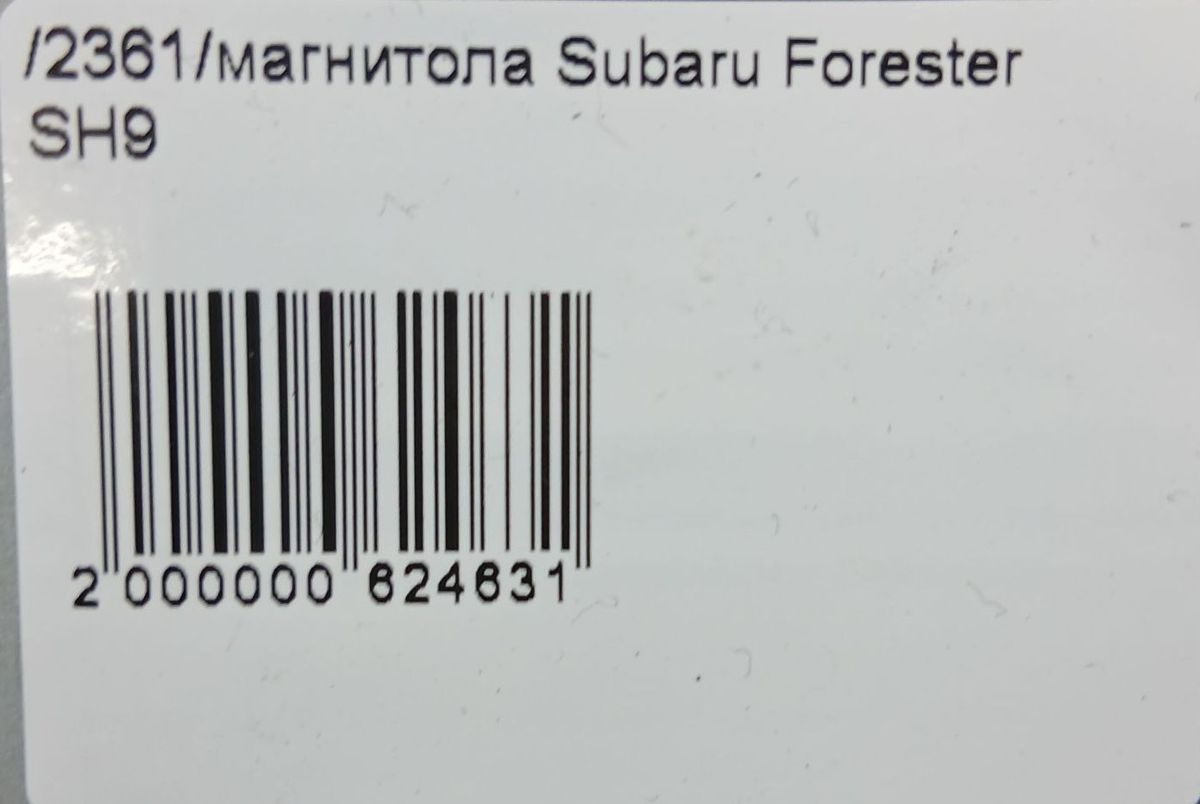 /2361/магнитола Subaru Forester
SH9
2 000000 624631